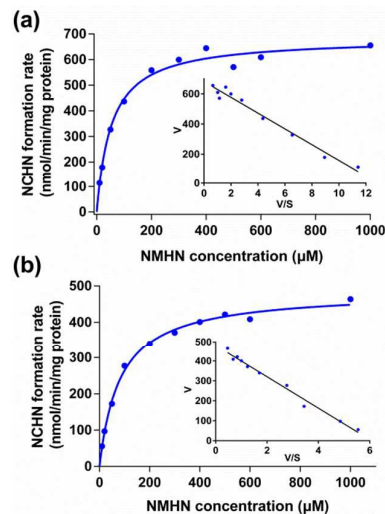 (a)
NCHN formation rate
(nmol/min/mg protein)
700
600
500
400
300
200
100
0
600
400
200
0
V
0 2 4 6 8 10 12
V/S
0 200 400 600 800 1000
NMHN concentration (µM)
(b)
NCHN formation rate
(nmol/min/mg protein)
500
400
300
200
100
0
500
400
300
200
100
0
V
0 1 2 3 4 5 6
V/S
0 200 400 600 800 1000
NMHN concentration (µM)